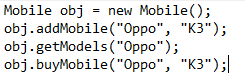 Mobile obj = new Mobile();
obj.addMobile("Oppo", "K3");
obj.getModels("Oppo");
obj.buyMobile("Oppo", "K3");